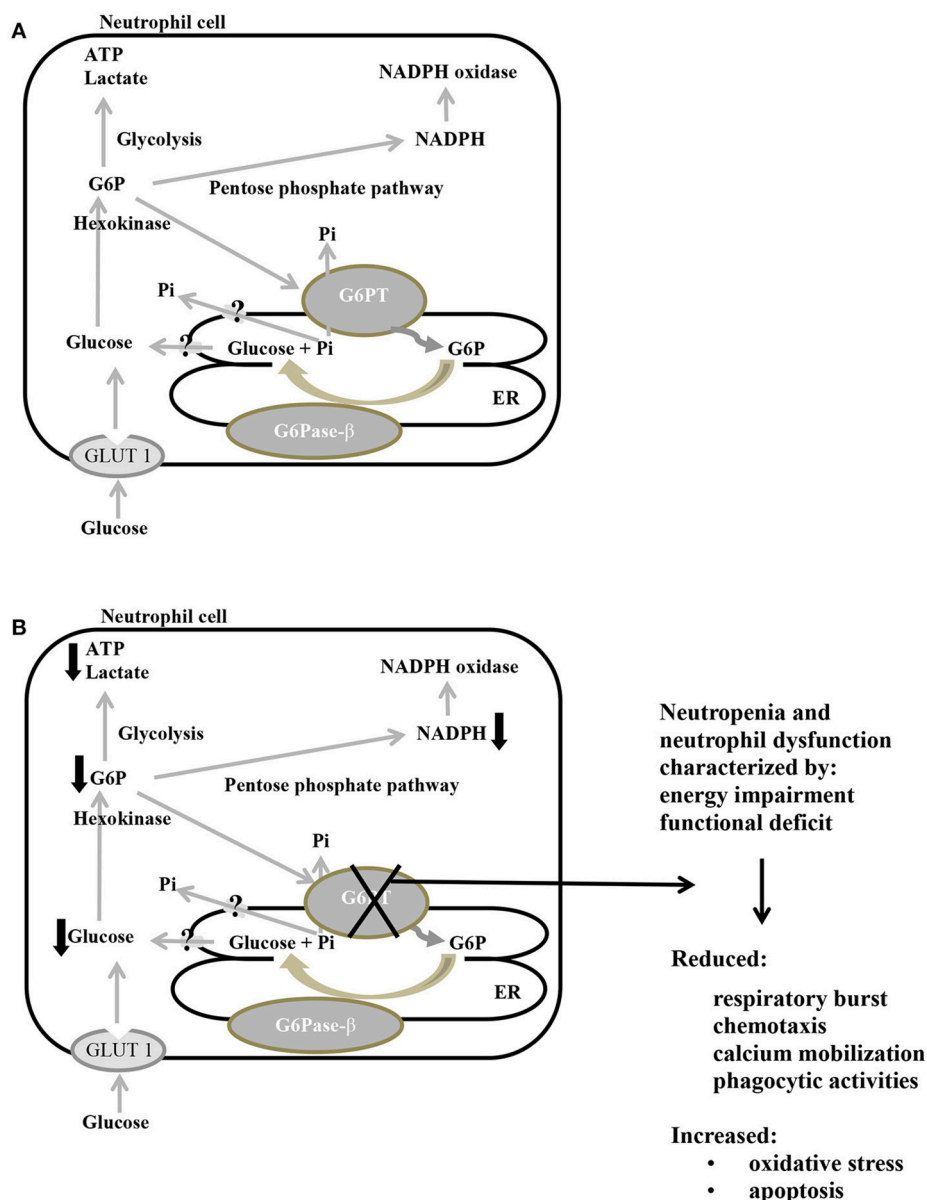 A
Neutrophil cell
ATP
Lactate
NADPH oxidase
Glycolysis
NADPH
G6P
Pentose phosphate pathway
Hexokinase
Pi
G6PT
Pi
?
Glucose
?
Glucose + Pi
G6P
ER
G6Pase-β
GLUT 1
Glucose
B
Neutrophil cell
ATP
Lactate
NADPH oxidase
Glycolysis
NADPH
G6P
Pentose phosphate pathway
Hexokinase
Pi
G6PT
Pi
?
Glucose
?
Glucose + Pi
G6P
ER
G6Pase-β
GLUT 1
Glucose
Neutropenia and
neutrophil dysfunction
characterized by:
energy impairment
functional deficit
Reduced:
respiratory burst
chemotaxis
calcium mobilization
phagocytic activities
Increased:
• oxidative stress
• apoptosis